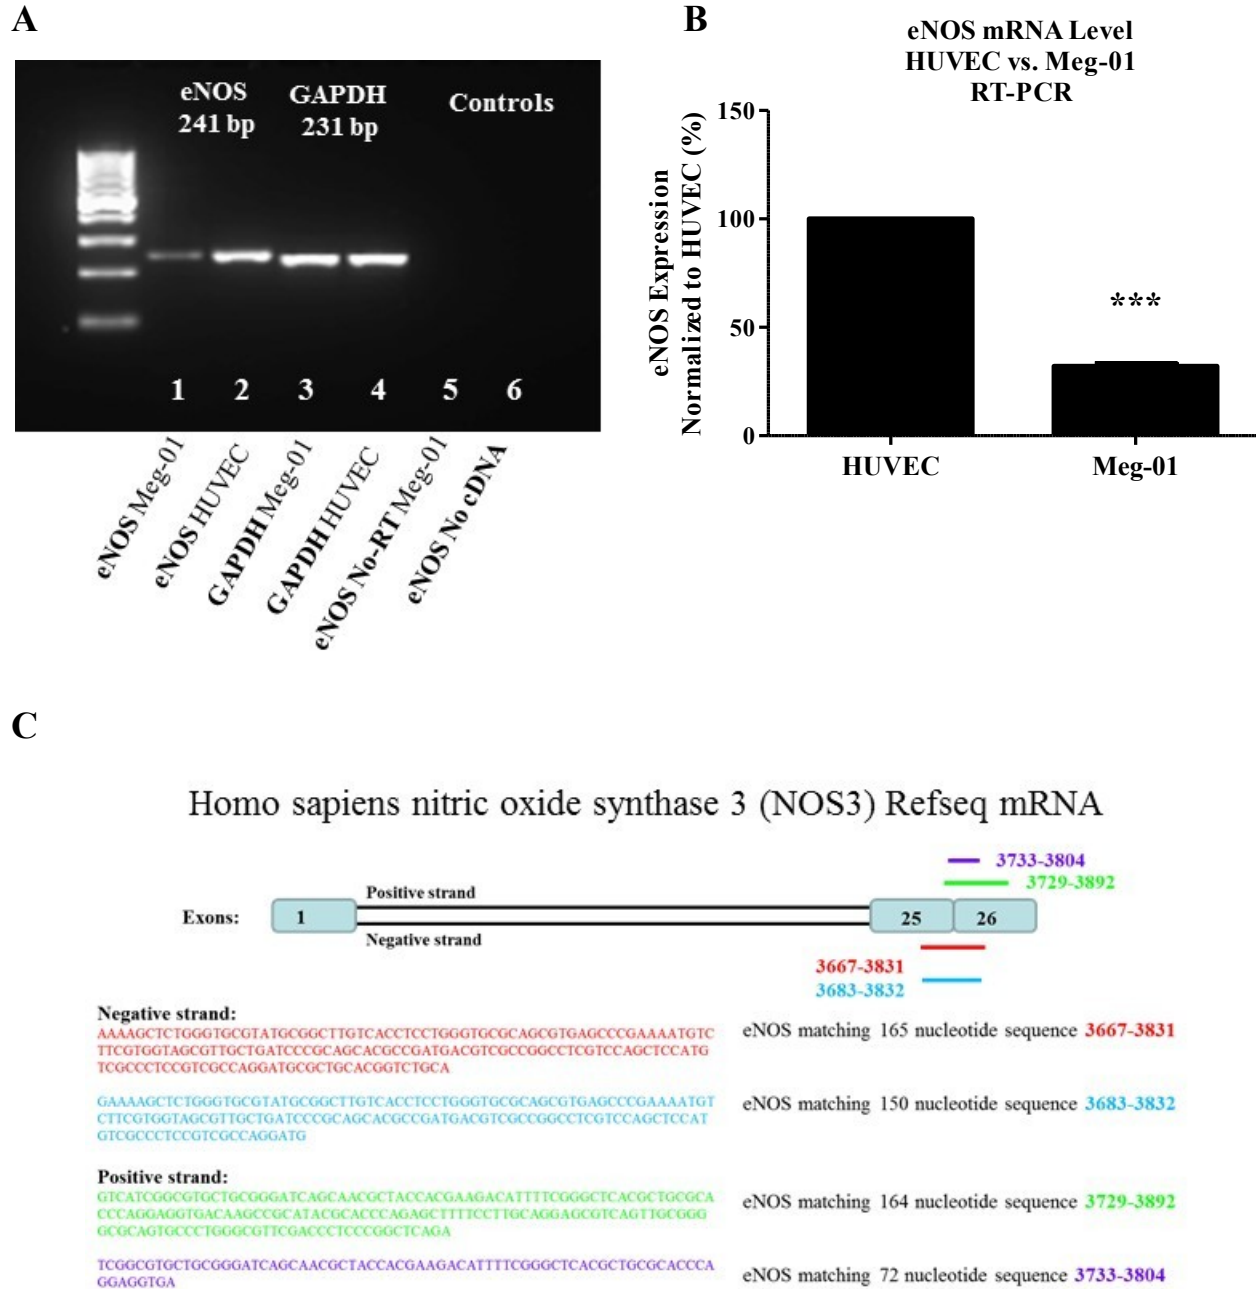 A
eNOS
241 bp
GAPDH
231 bp
Controls
1 2 3 4 5 6
eNOS Meg-01
eNOS HUVEC
GAPDH Meg-01
GAPDH HUVEC
eNOS No-RT Meg-01
eNOS No cDNA
B
eNOS mRNA Level
HUVEC vs. Meg-01
RT-PCR
eNOS Expression
Normalized to HUVEC (%)
150
100
50
0
***
HUVEC Meg-01
C
Homo sapiens nitric oxide synthase 3 (NOS3) Refseq mRNA
3733-3804
3729-3892
Exons: 1 Positive strand 25 26
Negative strand
3667-3831
3683-3832
Negative strand:
AAAAGCTCTGGGTGCGTATGCGGCTTGTCACCTCCTGGGTGCGCAGCGTGAGCCCGAAAATGTC
TTCGTGGTAGCGTTGCTGATCCCGCAGCACGCCGATGACGTCGCCGGCCTCGTCCAGCTCCATG
TCGCCCTCCGTCGCCAGGATGCGCTGCACGGTCTGCA
eNOS matching 165 nucleotide sequence 3667-3831
GAAAAGCTCTGGGTGCGTATGCGGCTTGTCACCTCCTGGGTGCGCAGCGTGAGCCCGAAAATGT
CTTCGTGGTAGCGTTGCTGATCCCGCAGCACGCCGATGACGTCGCCGGCCTCGTCCAGCTCCAT
GTCGCCCTCCGTCGCCAGGATG
eNOS matching 150 nucleotide sequence 3683-3832
Positive strand:
GTCATCGGCGTGCTGCGGGATCAGCAACGCTACCACGAAGACATTTTCGGGCTCACGCTGCGCA
CCCAGGAGGTGACAAGCCGCATACGCACCCAGAGCTTTTCCTTGCAGGAGCGTCAGTTGCGGG
GCGCAGTGCCCTGGGCGTTCGACCCTCCCGGCTCAGA
eNOS matching 164 nucleotide sequence 3729-3892
TCGGCGTGCTGCGGGATCAGCAACGCTACCACGAAGACATTTTCGGGCTCACGCTGCGCACCCA
GGAGGTGA
eNOS matching 72 nucleotide sequence 3733-3804